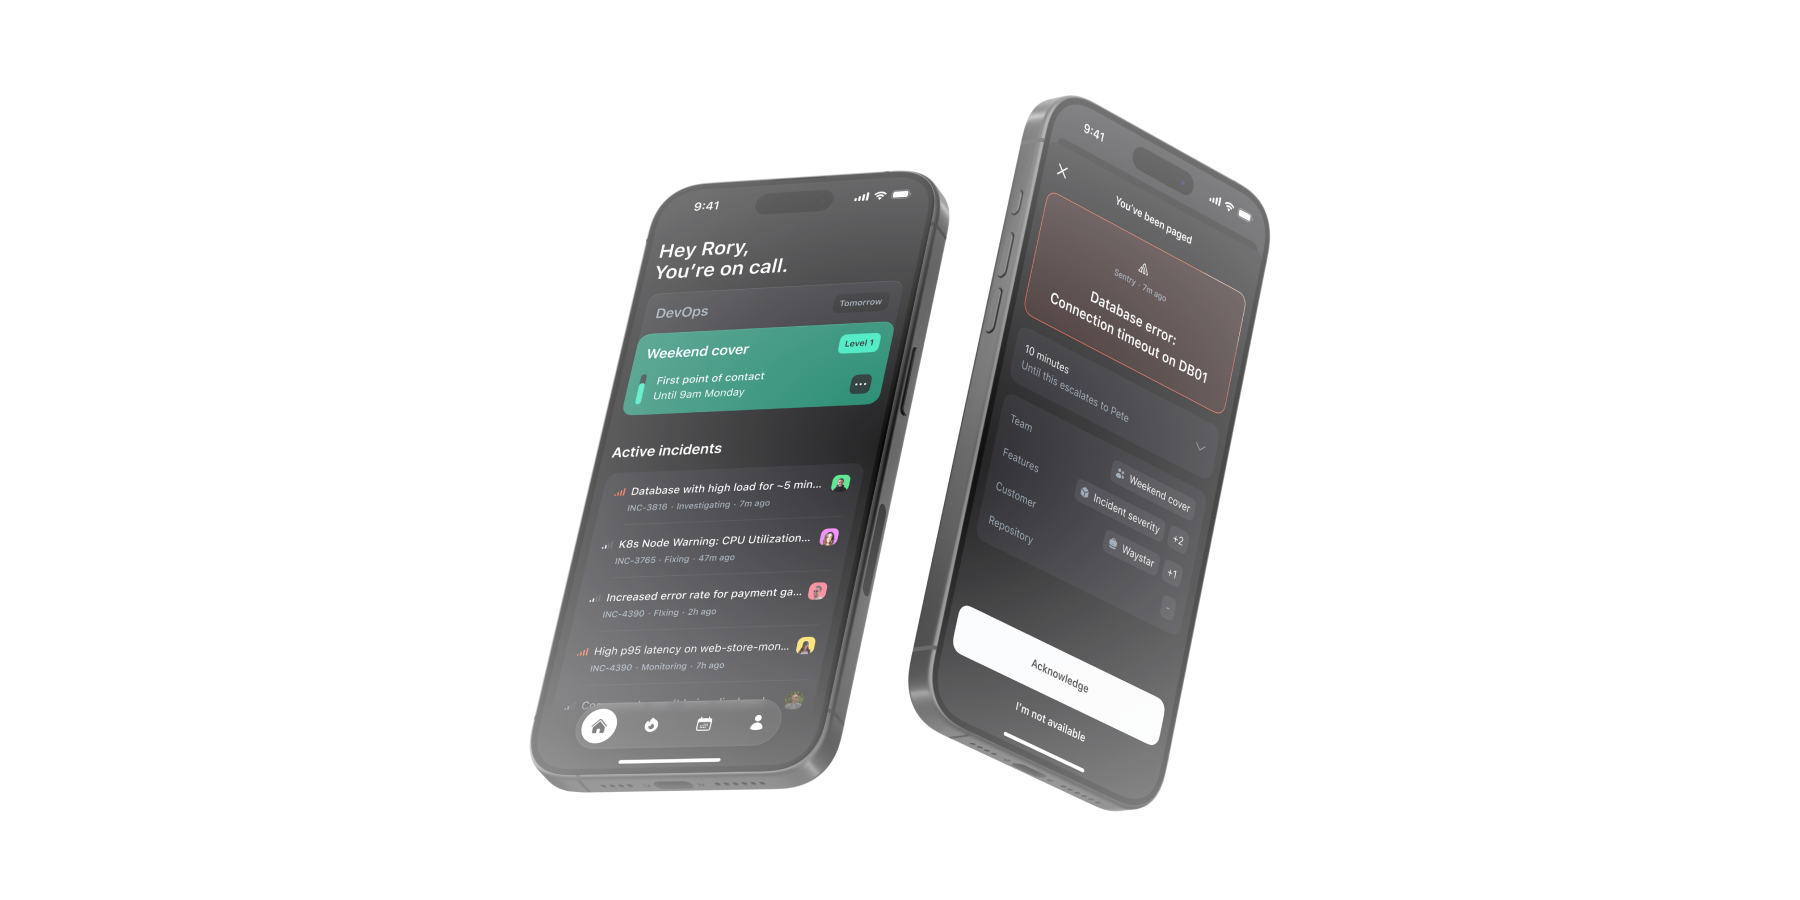 9:41
Hey Rory,
You're on call.
DevOps
Tomorrow
Weekend cover
Level 1
First point of contact
Until 9am Monday
Active incidents
Database with high load for ~5 min...
INC-3816 · Investigating · 7m ago
K8s Node Warning: CPU Utilization...
INC-3765 · Fixing · 47m ago
Increased error rate for payment ga...
INC-4390 · FIxing · 2h ago
High p95 latency on web-store-mon...
INC-4390 · Monitoring · 7h ago
9:41
You've been paged
Sentry · 7m ago
Database error:
Connection timeout on DB01
10 minutes
Until this escalates to Pete
Team
Weekend cover
Features
Incident severity
+2
Customer
Waystar
+1
Repository
-
Acknowledge
I'm not available